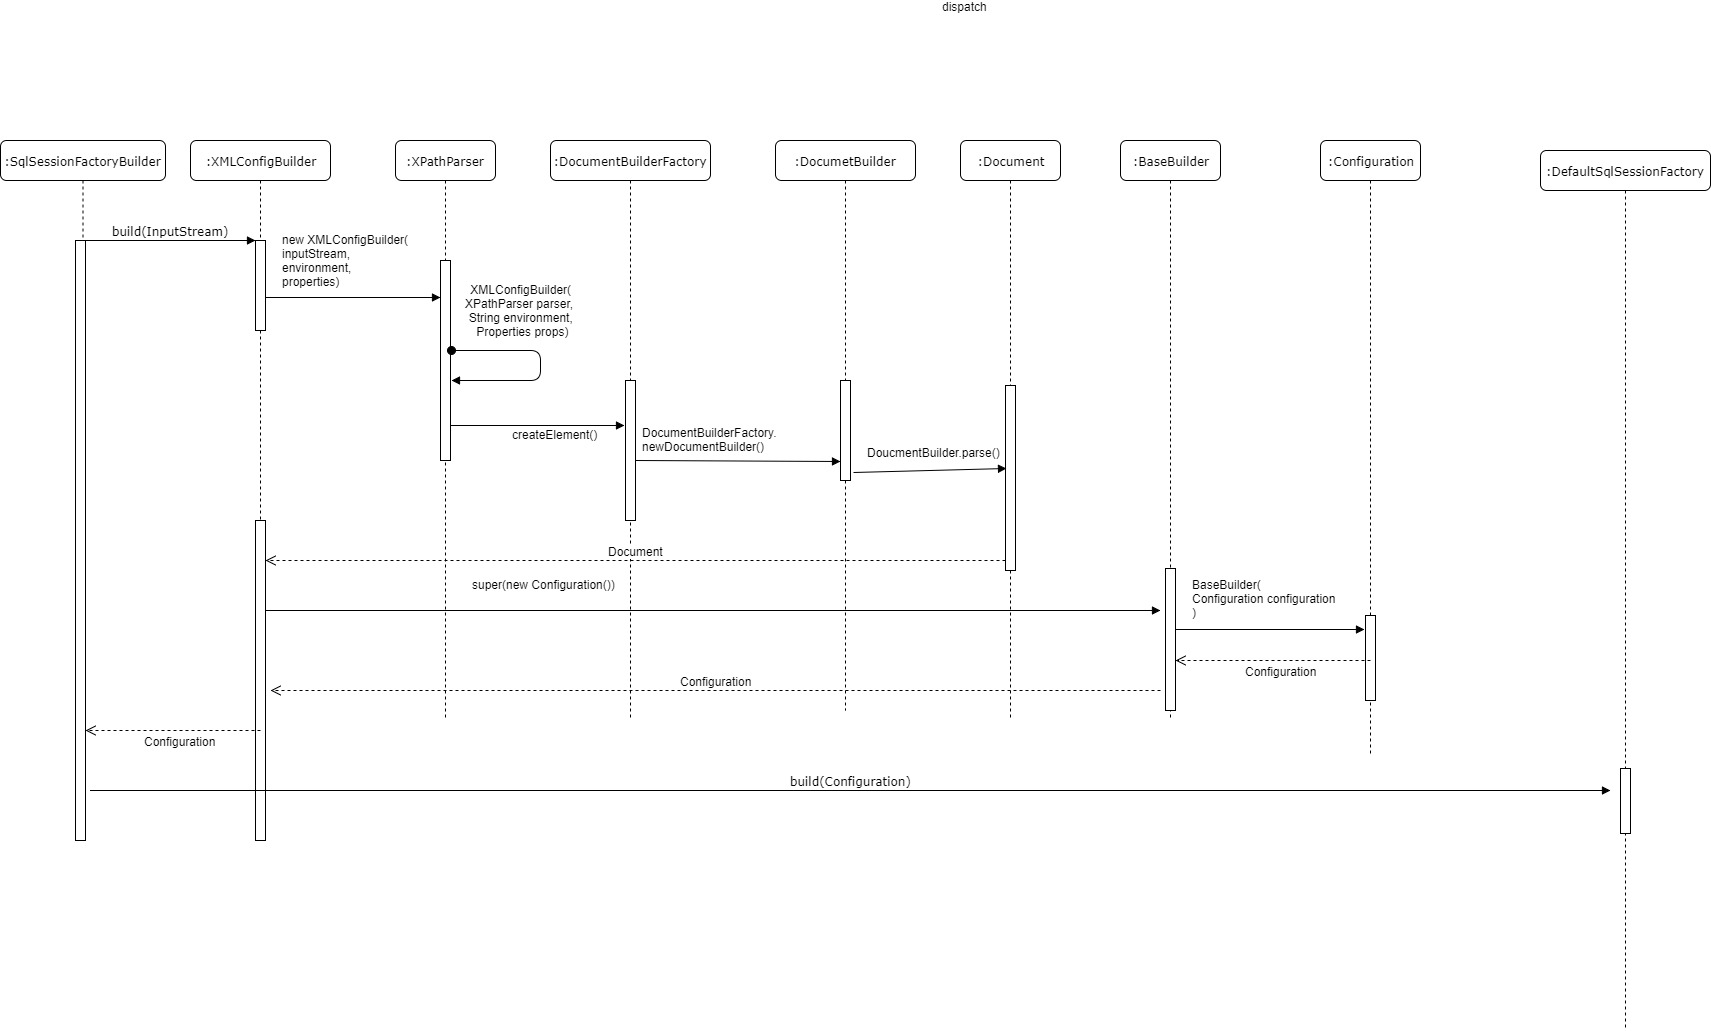 dispatch
:SqlSessionFactoryBuilder
:XMLConfigBuilder
:XPathParser
:DocumentBuilderFactory
:DocumetBuilder
:Document
:BaseBuilder
:Configuration
:DefaultSqlSessionFactory
build(InputStream)
new XMLConfigBuilder(
inputStream,
environment,
properties)
XMLConfigBuilder(
XPathParser parser,
String environment,
Properties props)
createElement()
DocumentBuilderFactory.
newDocumentBuilder()
DoucmentBuilder.parse()
Document
super(new Configuration())
BaseBuilder(
Configuration configuration
)
Configuration
Configuration
Configuration
build(Configuration)